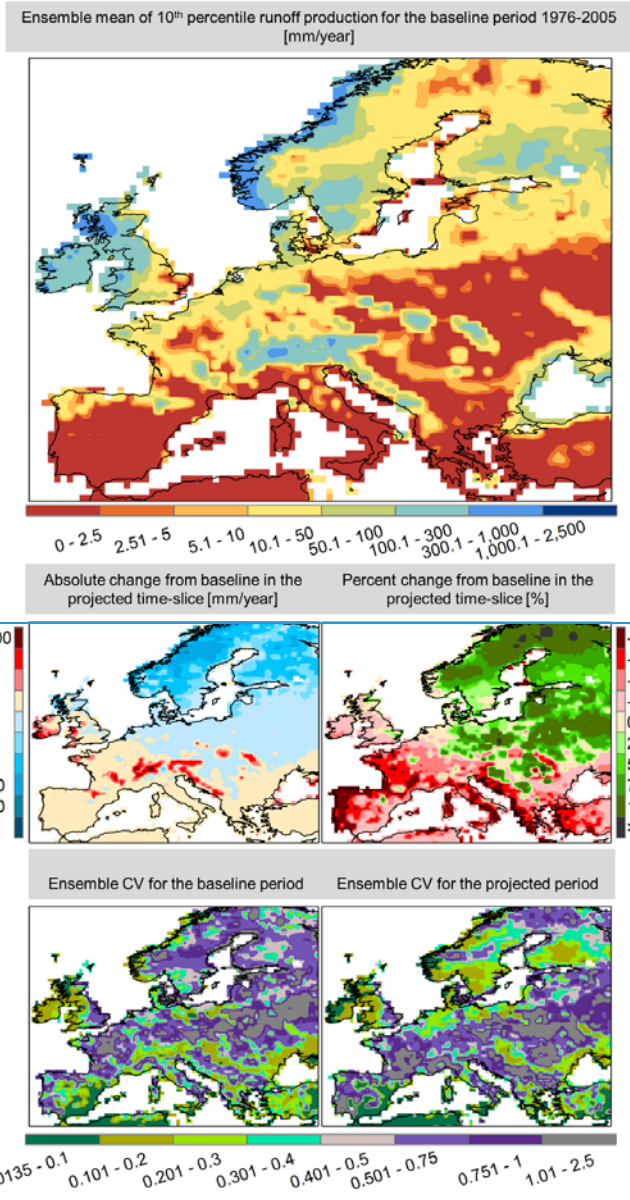 Ensemble mean of 10th percentile runoff production for the baseline period 1976-2005
[mm/year]
0 - 2.5 2.51 - 5 5.1 - 10 10.1 - 50 50.1 - 100 100.1 - 300 300.1 - 1,000 1,000.1 - 2,500
Absolute change from baseline in the Percent change from baseline in the
projected time-slice [mm/year] projected time-slice [%]
Ensemble CV for the baseline period Ensemble CV for the projected period
0135 - 0.1 0.101 - 0.2 0.201 - 0.3 0.301 - 0.4 0.401 - 0.5 0.501 - 0.75 0.751 - 1 1.01 - 2.5